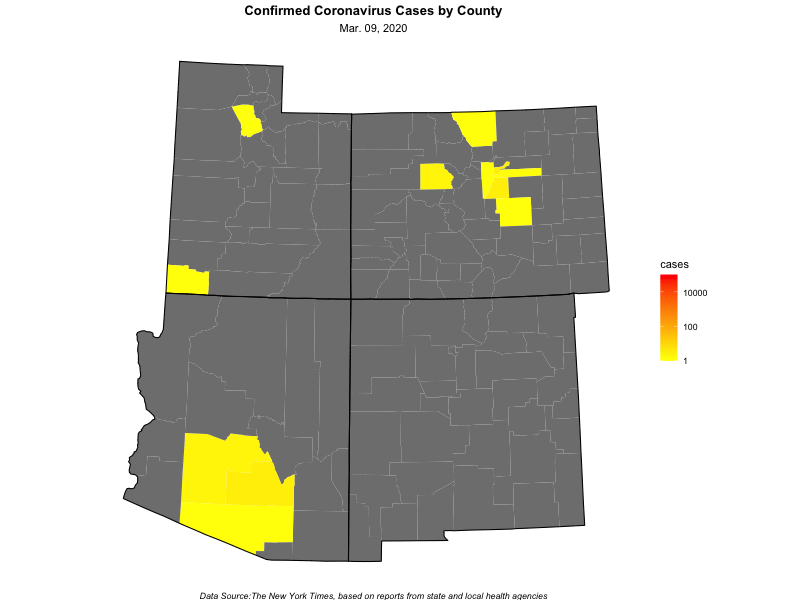 Confirmed Coronavirus Cases by County
Mar. 09, 2020
cases
10000
100
1
Data Source:The New York Times, based on reports from state and local health agencies